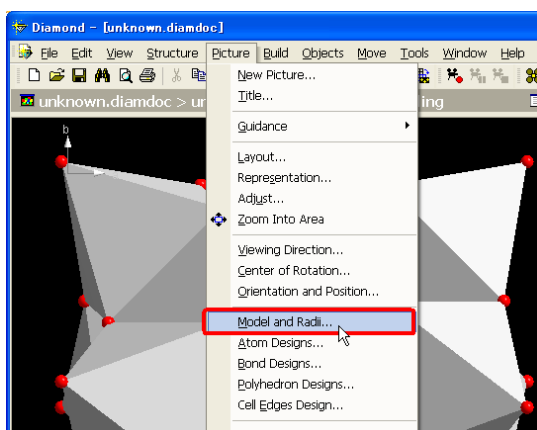 Diamond - [unknown.diamdoc]
File Edit View Structure Picture Build Objects Move Tools Window Help
unknown.diamdoc > ing
New Picture...
Title...
Guidance
Layout...
Representation...
Adjust...
Zoom Into Area
Viewing Direction...
Center of Rotation...
Orientation and Position...
Model and Radii...
Atom Designs...
Bond Designs...
Polyhedron Designs...
Cell Edges Design...
b